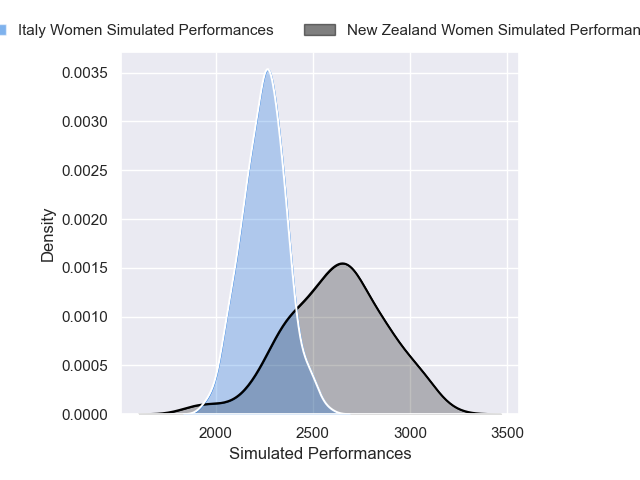 Italy Women Simulated Performances
New Zealand Women Simulated Performan
0.0035
0.0030
0.0025
0.0020
0.0015
0.0010
0.0005
0.0000
Density
2000 2500 3000 3500
Simulated Performances